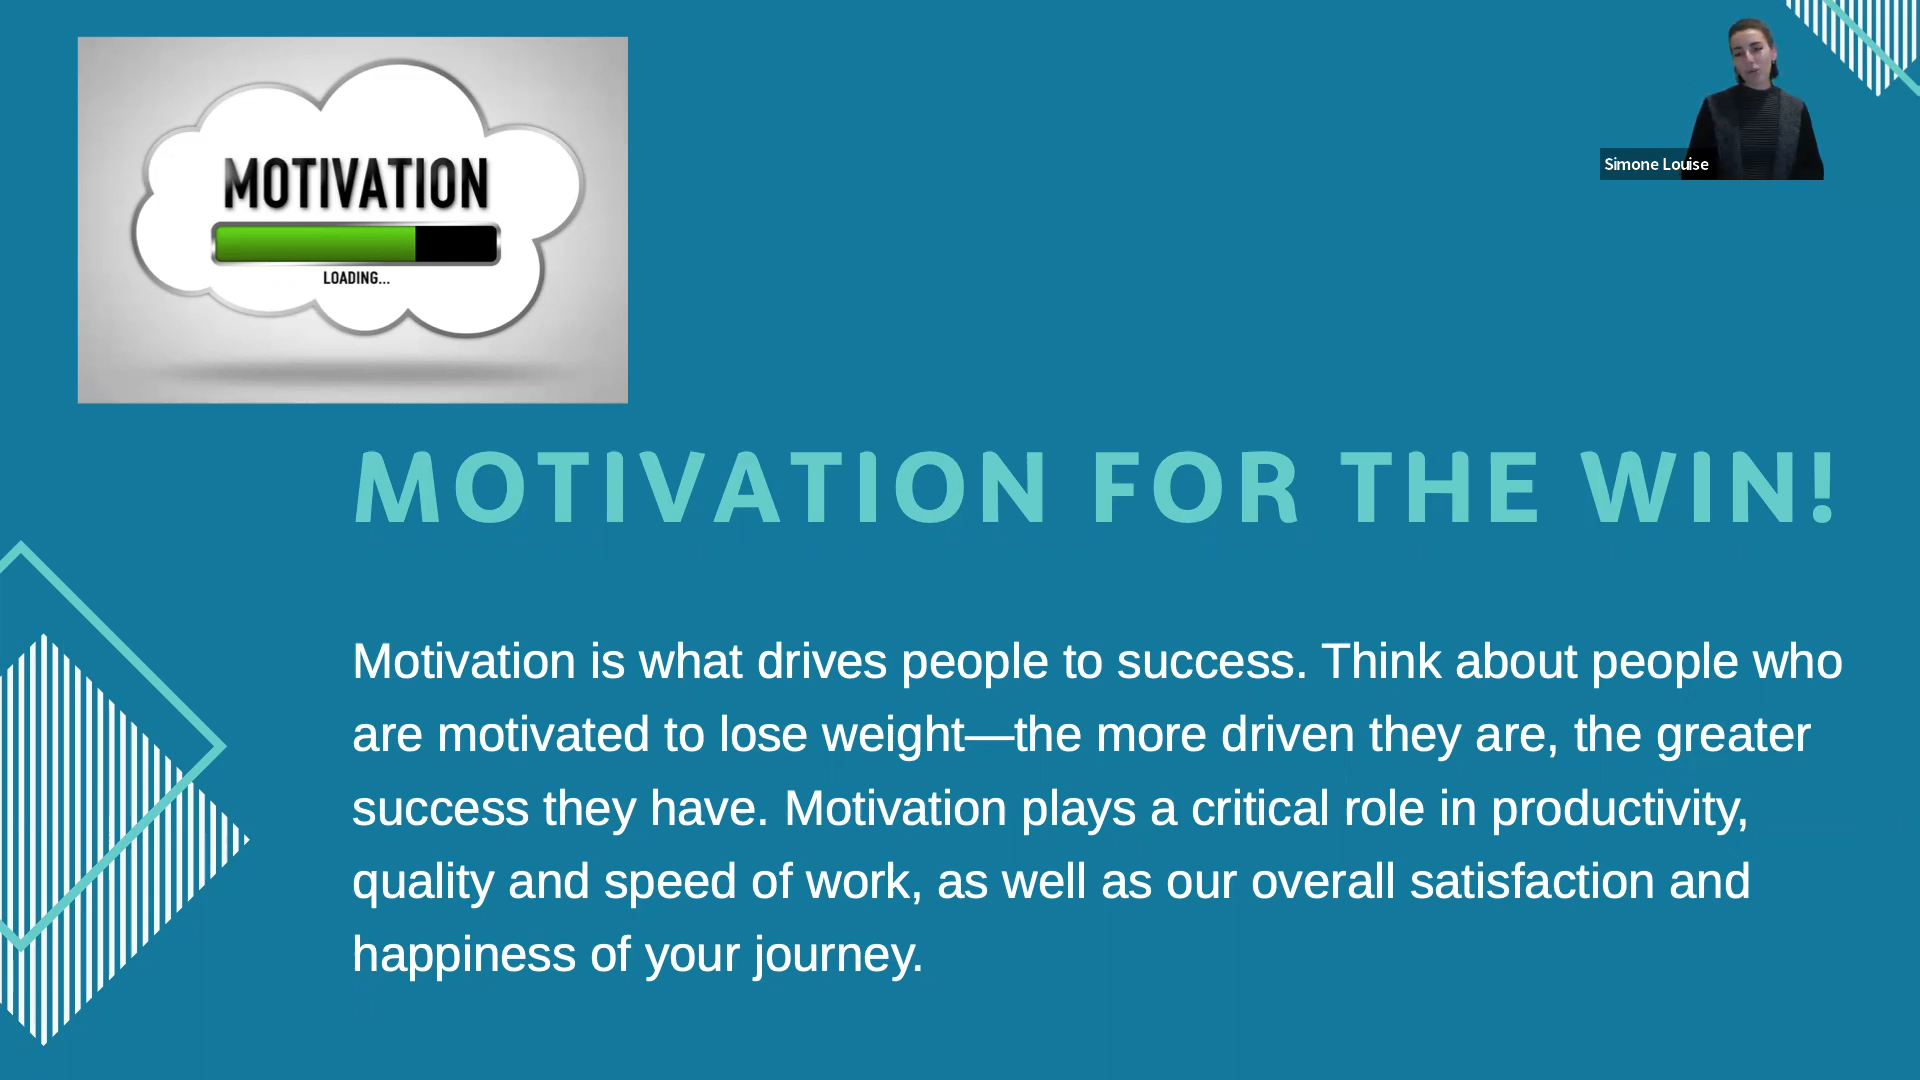 MOTIVATION
LOADING...
Simone Louise
MOTIVATION FOR THE WIN!
Motivation is what drives people to success. Think about people who
are motivated to lose weight—the more driven they are, the greater
success they have. Motivation plays a critical role in productivity,
quality and speed of work, as well as our overall satisfaction and
happiness of your journey.